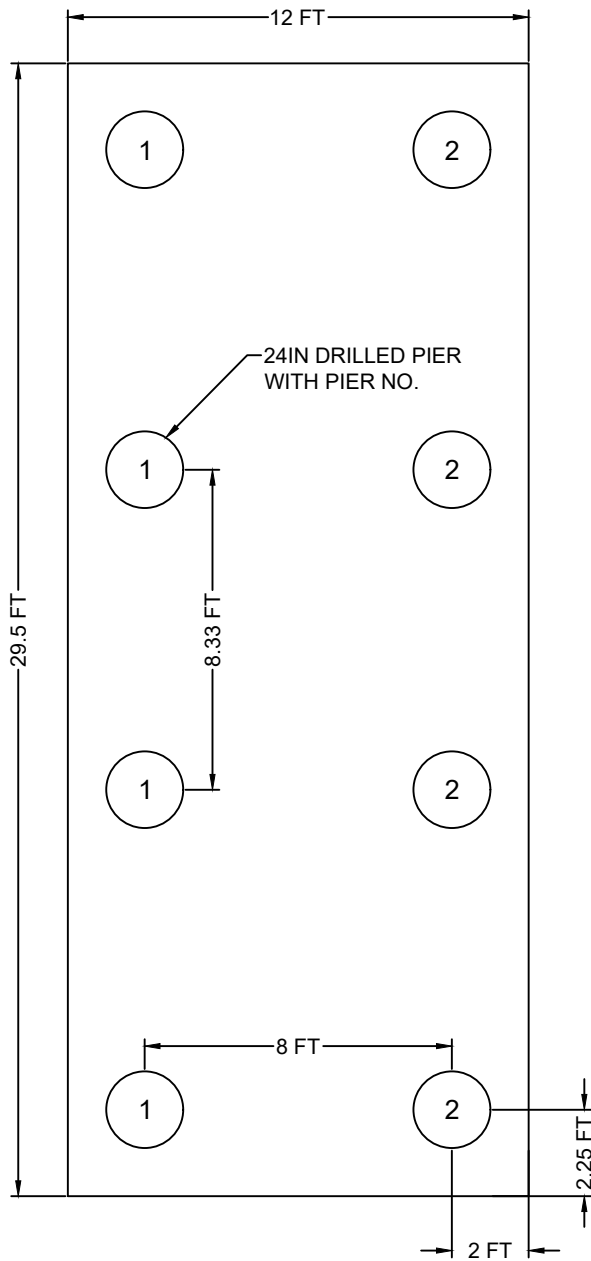 12 FT
1
2
24IN DRILLED PIER
WITH PIER NO.
1
2
29.5 FT
8.33 FT
1
2
8 FT
1
2
2.25 FT
2 FT